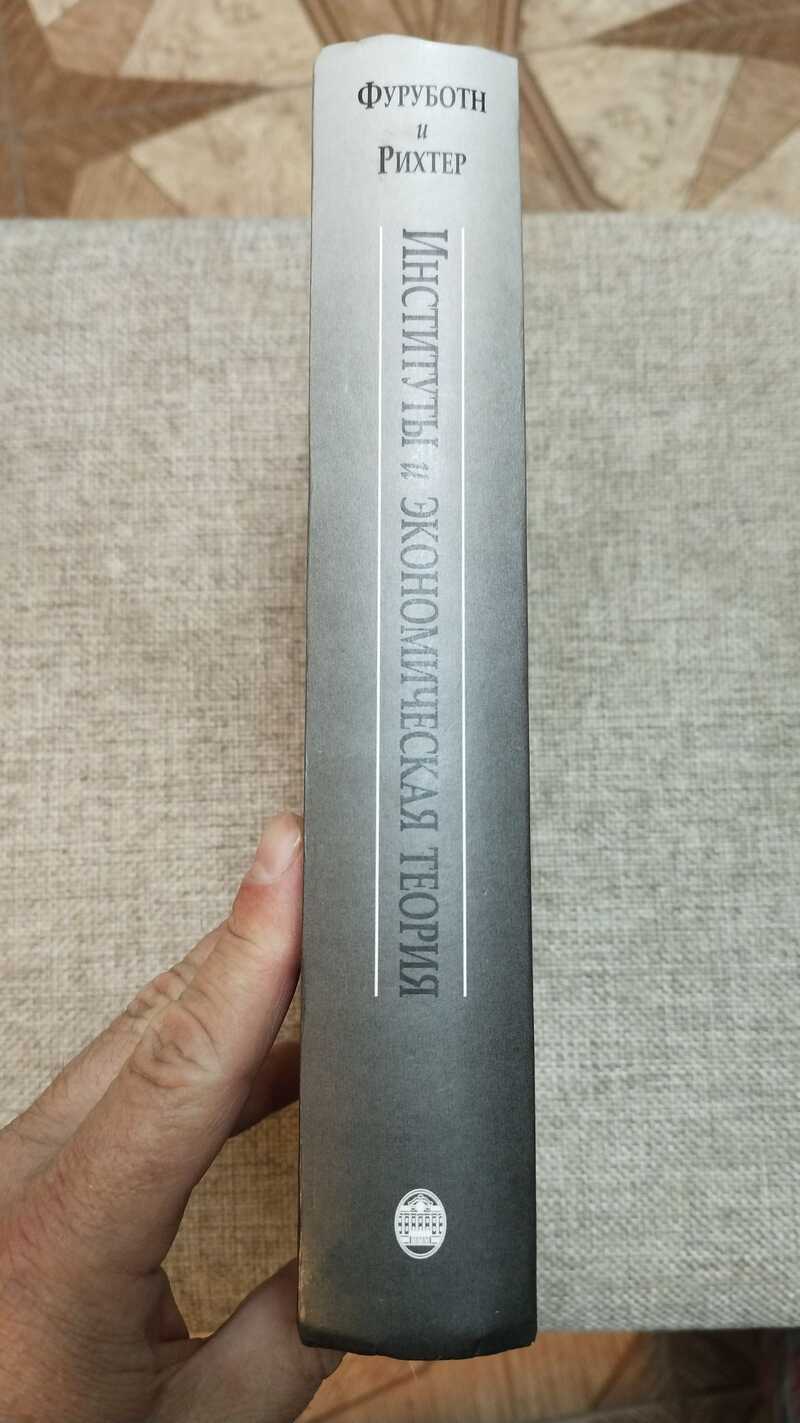 Фуруботн
и
Рихтер
Институты и экономическая теория